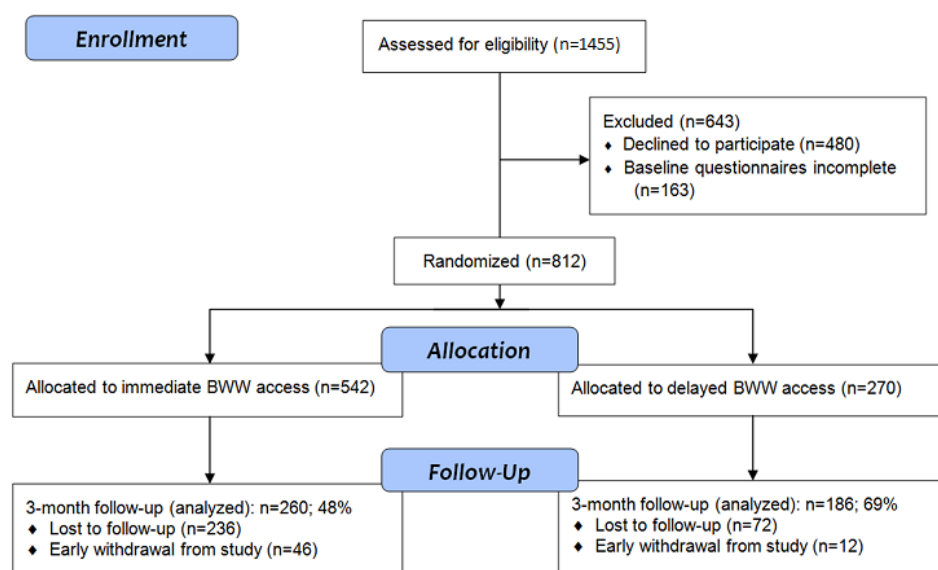 Enrollment
Assessed for eligibility (n=1455)
Excluded (n=643)
♦ Declined to participate (n=480)
♦ Baseline questionnaires incomplete
(n=163)
Randomized (n=812)
Allocation
Allocated to immediate BWW access (n=542)
Allocated to delayed BWW access (n=270)
Follow-Up
3-month follow-up (analyzed): n=260; 48%
♦ Lost to follow-up (n=236)
♦ Early withdrawal from study (n=46)
3-month follow-up (analyzed): n=186; 69%
♦ Lost to follow-up (n=72)
♦ Early withdrawal from study (n=12)